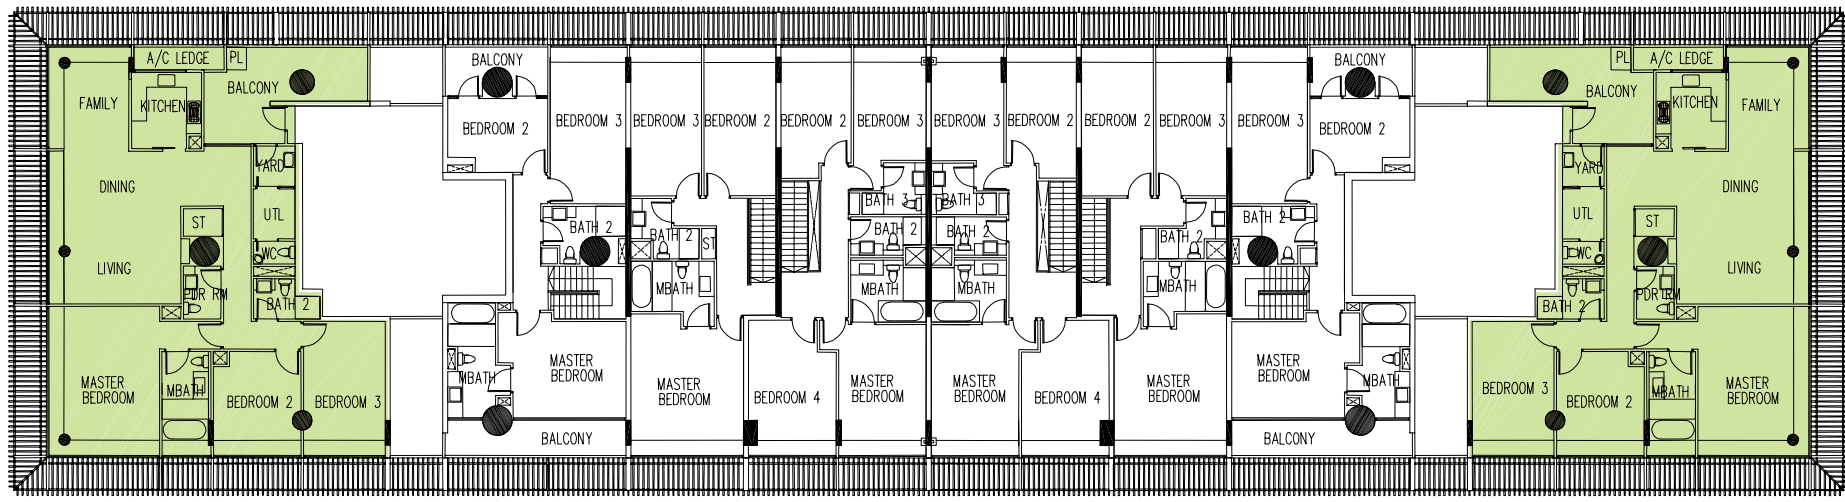 A/C LEDGE
PL
BALCONY
FAMILY
KITCHEN
BALCONY
BEDROOM 2
BEDROOM 3
BEDROOM 3
BEDROOM 2
BEDROOM 2
BEDROOM 3
BEDROOM 3
BEDROOM 2
BEDROOM 2
BEDROOM 3
BEDROOM 3
BALCONY
BEDROOM 2
PL
A/C LEDGE
BALCONY
KITCHEN
FAMILY
YARD
DINING
UTL
ST
WC
LIVING
PDR RM
BATH 2
BATH 2
BATH 2
ST
MBATH
BATH 3
BATH 2
MBATH
BATH 3
BATH 2
MBATH
BATH 2
MBATH
BATH 2
YARD
DINING
UTL
ST
WC
LIVING
PDR RM
BATH 2
MASTER
BEDROOM
MBATH
BEDROOM 2
BEDROOM 3
MBATH
MASTER
BEDROOM
BALCONY
MASTER
BEDROOM
BEDROOM 4
MASTER
BEDROOM
MASTER
BEDROOM
BEDROOM 4
MASTER
BEDROOM
MASTER
BEDROOM
MBATH
BALCONY
BEDROOM 3
BEDROOM 2
MBATH
MASTER
BEDROOM